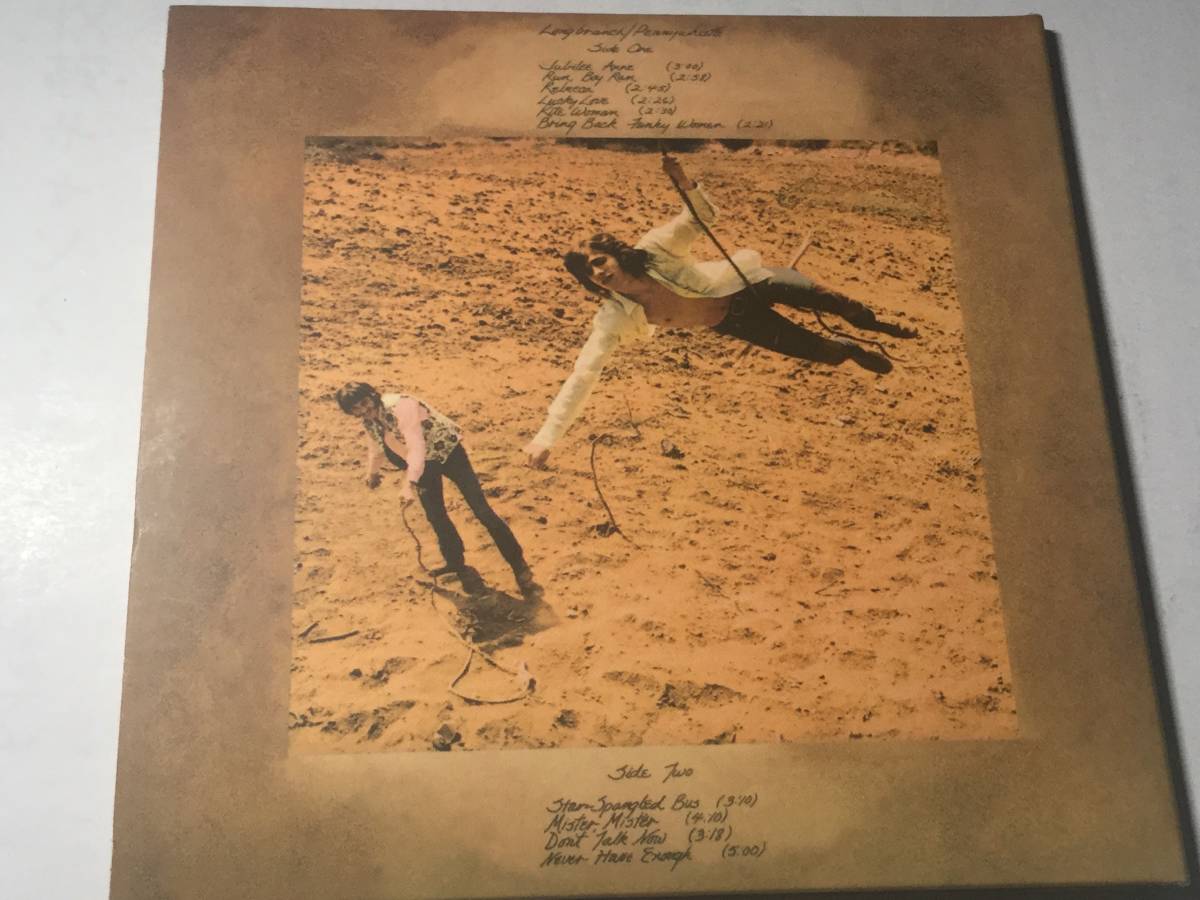 Longbranch/Pennywhistle
Side One
Jubilee Anne (3:00)
Run Boy Run (2:58)
Rebecca (2:45)
Lucky Love (2:26)
Kite Woman (2:30)
Bring Back Funky Women (2:21)
Side Two
Star-Spangled Bus (3:10)
Mister, Mister (4:10)
Don't Talk Now (3:18)
Never Have Enough (5:00)